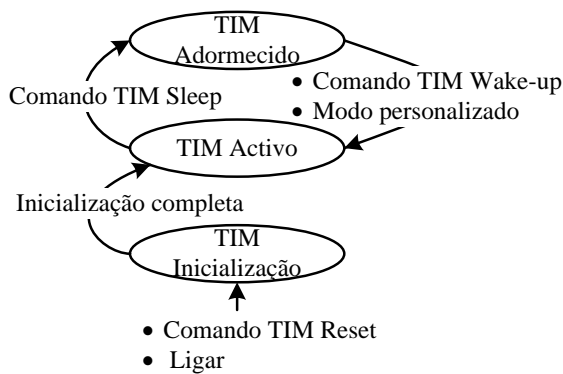 TIM
Adormecido
• Comando TIM Wake-up
• Modo personalizado
Comando TIM Sleep
TIM Activo
Inicialização completa
TIM
Inicialização
• Comando TIM Reset
• Ligar